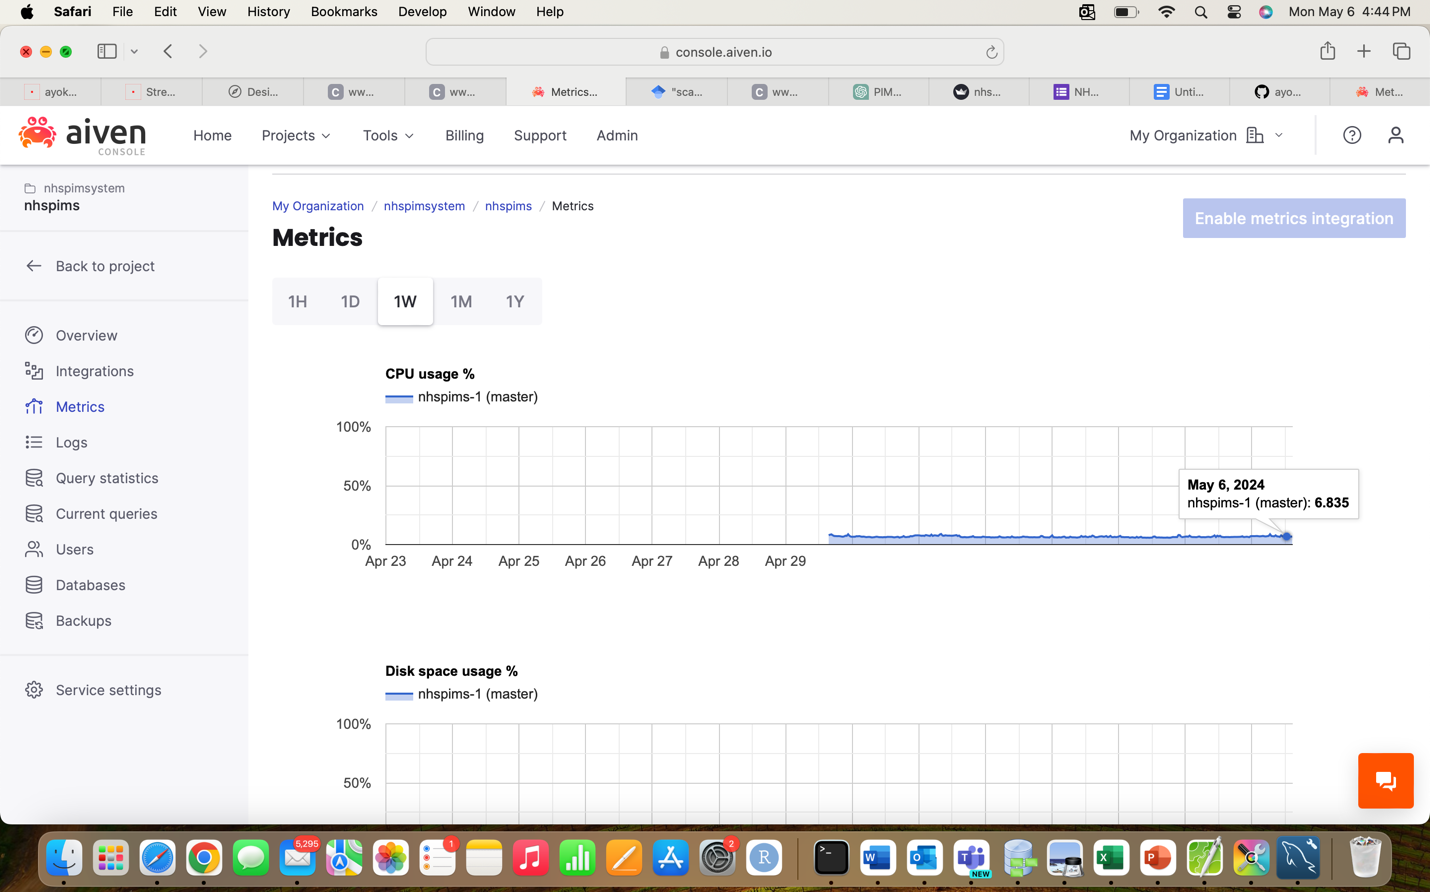 Safari File Edit View History Bookmarks Develop Window Help Mon May 6 4:44 PM
console.aiven.io
ayok... Stre... Desi... ww... ww... Metrics... "sca... ww... PIM... nhs... NH... Unti... ayo... Met...
aiven
CONSOLE
Home Projects Tools Billing Support Admin My Organization
nhspimsystem
nhspims
Back to project
Overview
Integrations
Metrics
Logs
Query statistics
Current queries
Users
Databases
Backups
Service settings
My Organization / nhspimsystem / nhspims / Metrics
Enable metrics integration
Metrics
1H 1D 1W 1M 1Y
CPU usage %
nhspims-1 (master)
100%
50%
0%
May 6, 2024
nhspims-1 (master): 6.835
Apr 23 Apr 24 Apr 25 Apr 26 Apr 27 Apr 28 Apr 29
Disk space usage %
nhspims-1 (master)
100%
50%
5,295
1
2
NEW